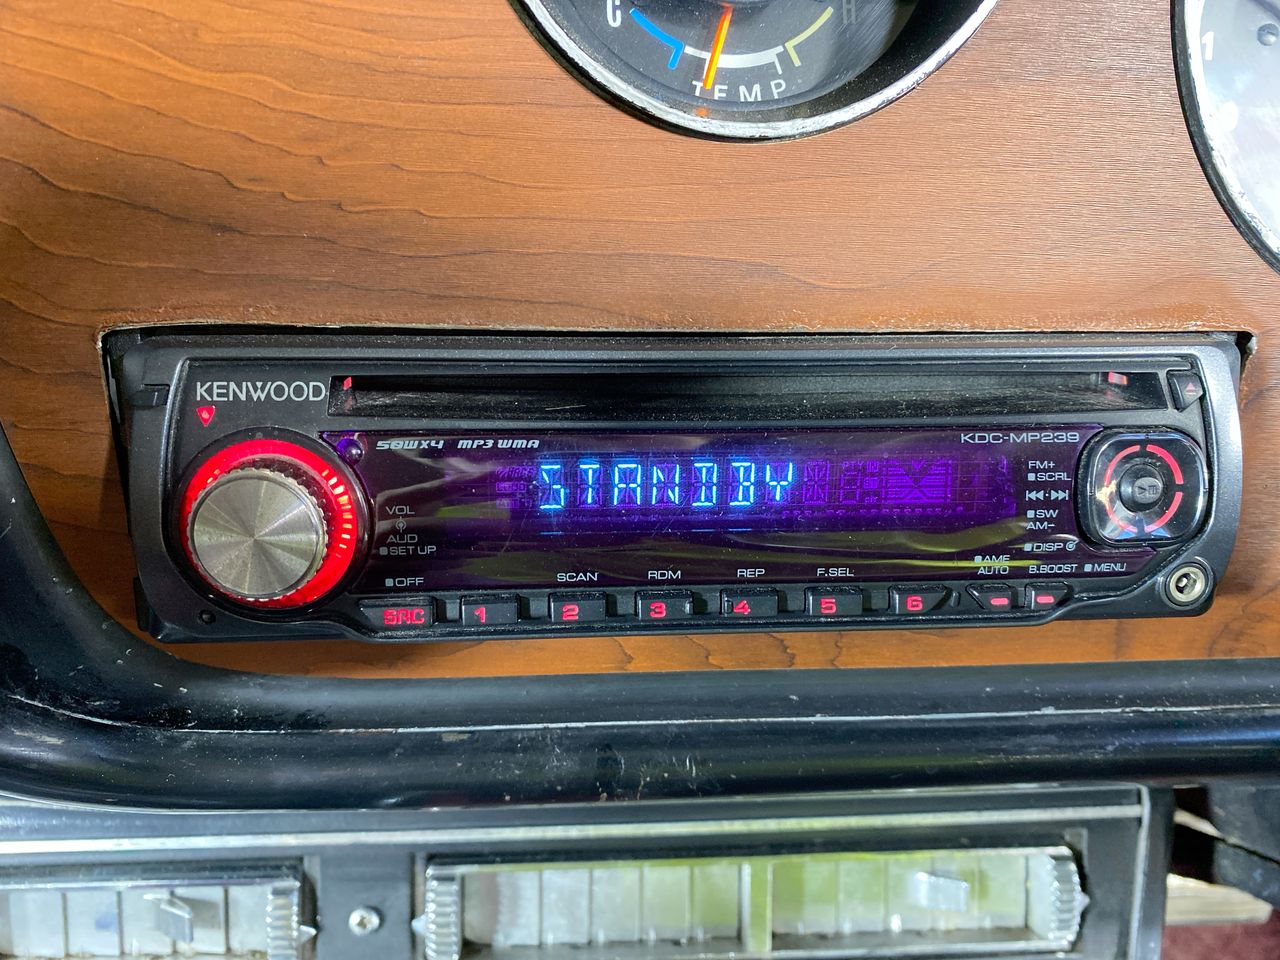 C
H
TEMP
1
KENWOOD
50WX4 MP3 WMA
KDC-MP239
STANDBY
FM+
SCRL
SW
AM-
DISP
VOL
AUD
SET UP
OFF
SCAN
RDM
REP
F.SEL
AME
AUTO
B.BOOST
MENU
SRC
1
2
3
4
5
6